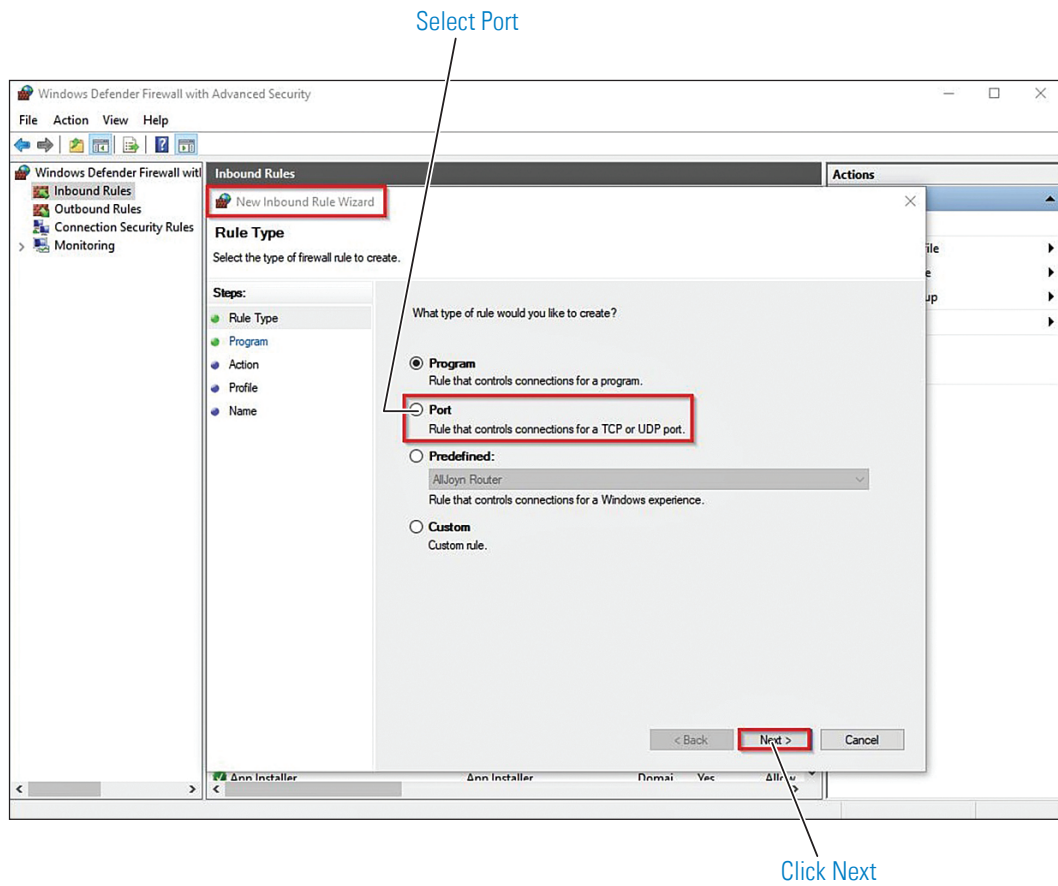 Select Port
Windows Defender Firewall with Advanced Security
File Action View Help
Windows Defender Firewall witl
Inbound Rules
Outbound Rules
Connection Security Rules
Monitoring
Inbound Rules
New Inbound Rule Wizard
Rule Type
Select the type of firewall rule to create.
Steps:
Rule Type
Program
Action
Profile
Name
What type of rule would you like to create?
Program
Rule that controls connections for a program.
Port
Rule that controls connections for a TCP or UDP port.
Predefined:
AllJoyn Router
Rule that controls connections for a Windows experience.
Custom
Custom rule.
< Back Next > Cancel
App Installer App Installer Domai Yes Allow
Actions
ile
e
up
Click Next